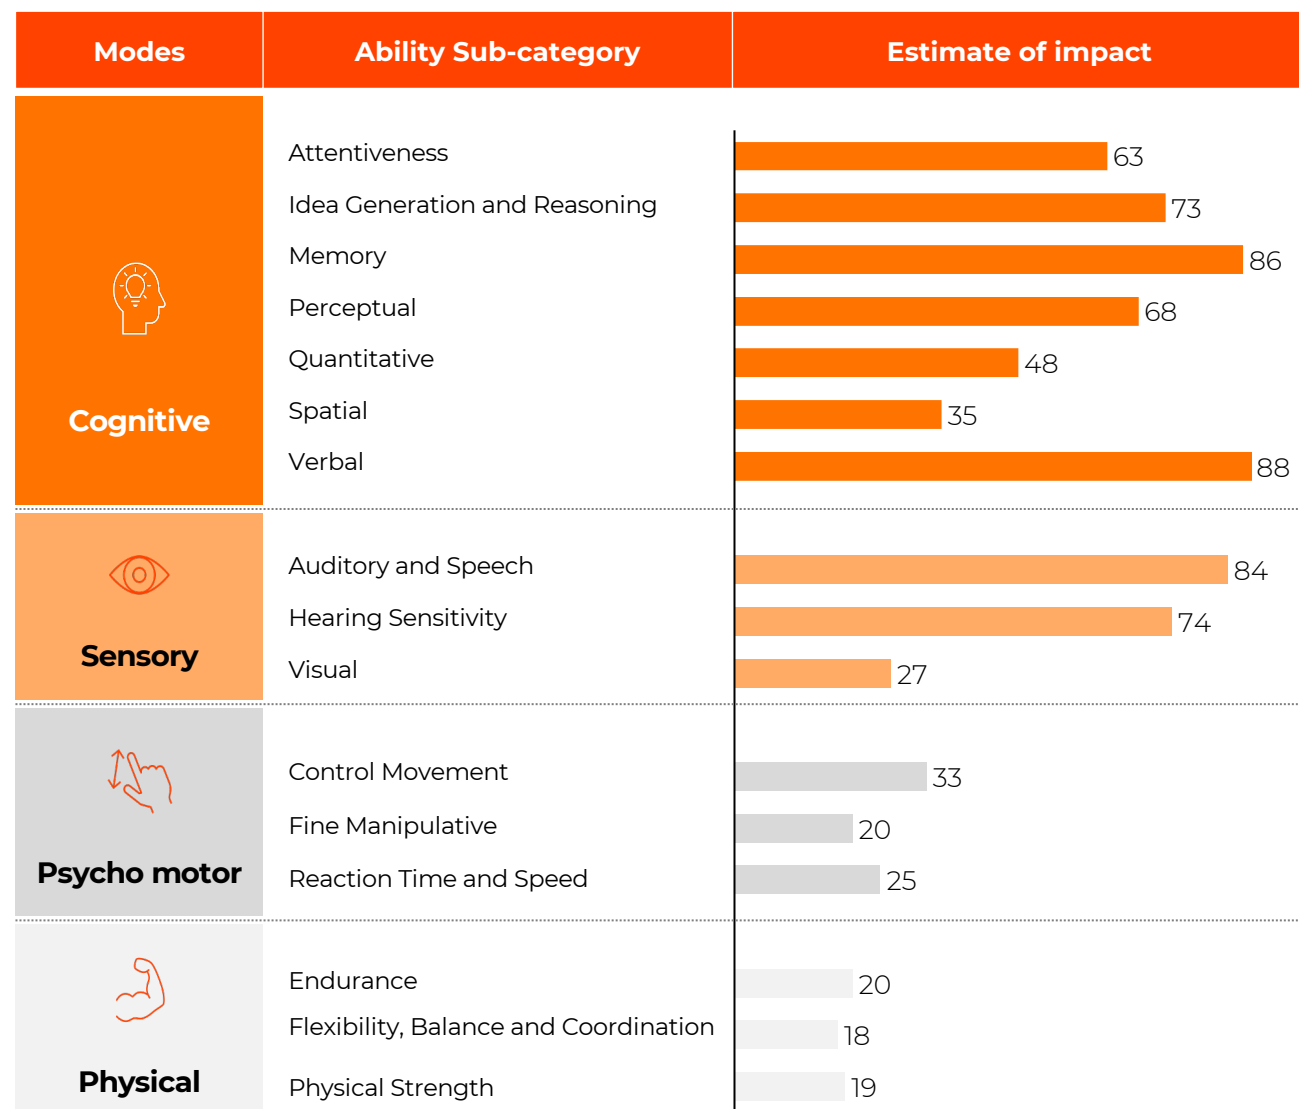 Modes Ability Sub-category Estimate of impact
Attentiveness 63
Idea Generation and Reasoning 73
Memory 86
Perceptual 68
Quantitative 48
Cognitive
Spatial 35
Verbal 88
Auditory and Speech 84
Hearing Sensitivity 74
Sensory
Visual 27
Control Movement 33
Fine Manipulative 20
Psycho motor
Reaction Time and Speed 25
Endurance 20
Flexibility, Balance and Coordination 18
Physical
Physical Strength 19